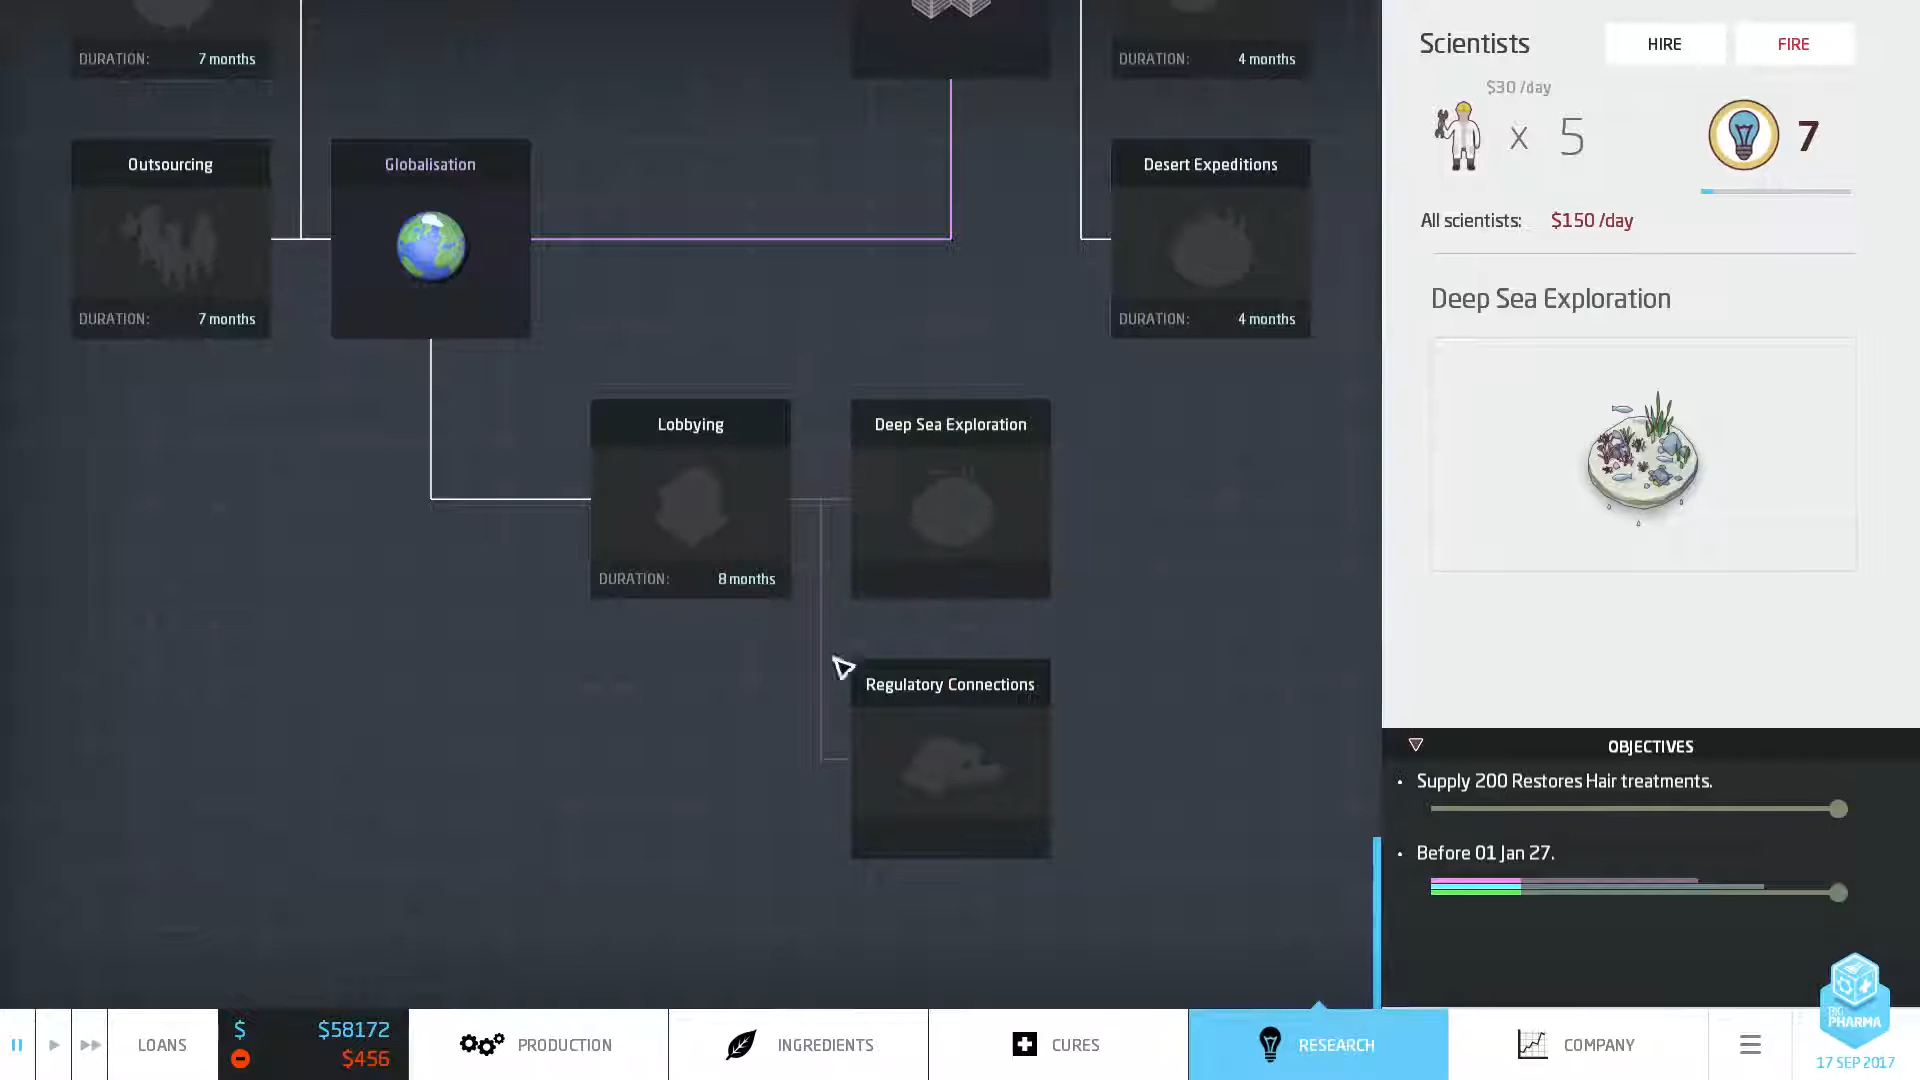 DURATION: 7 months
DURATION: 4 months
Outsourcing
DURATION: 7 months
Globalisation
Desert Expeditions
DURATION: 4 months
Lobbying
DURATION: 8 months
Deep Sea Exploration
Regulatory Connections
Scientists
HIRE
FIRE
$30 /day
x 5
7
All scientists: $150 /day
Deep Sea Exploration
OBJECTIVES
• Supply 200 Restores Hair treatments.
• Before 01 Jan 27.
LOANS
$ $58172
$456
PRODUCTION
INGREDIENTS
CURES
RESEARCH
COMPANY
BIG
PHARMA
17 SEP 2017